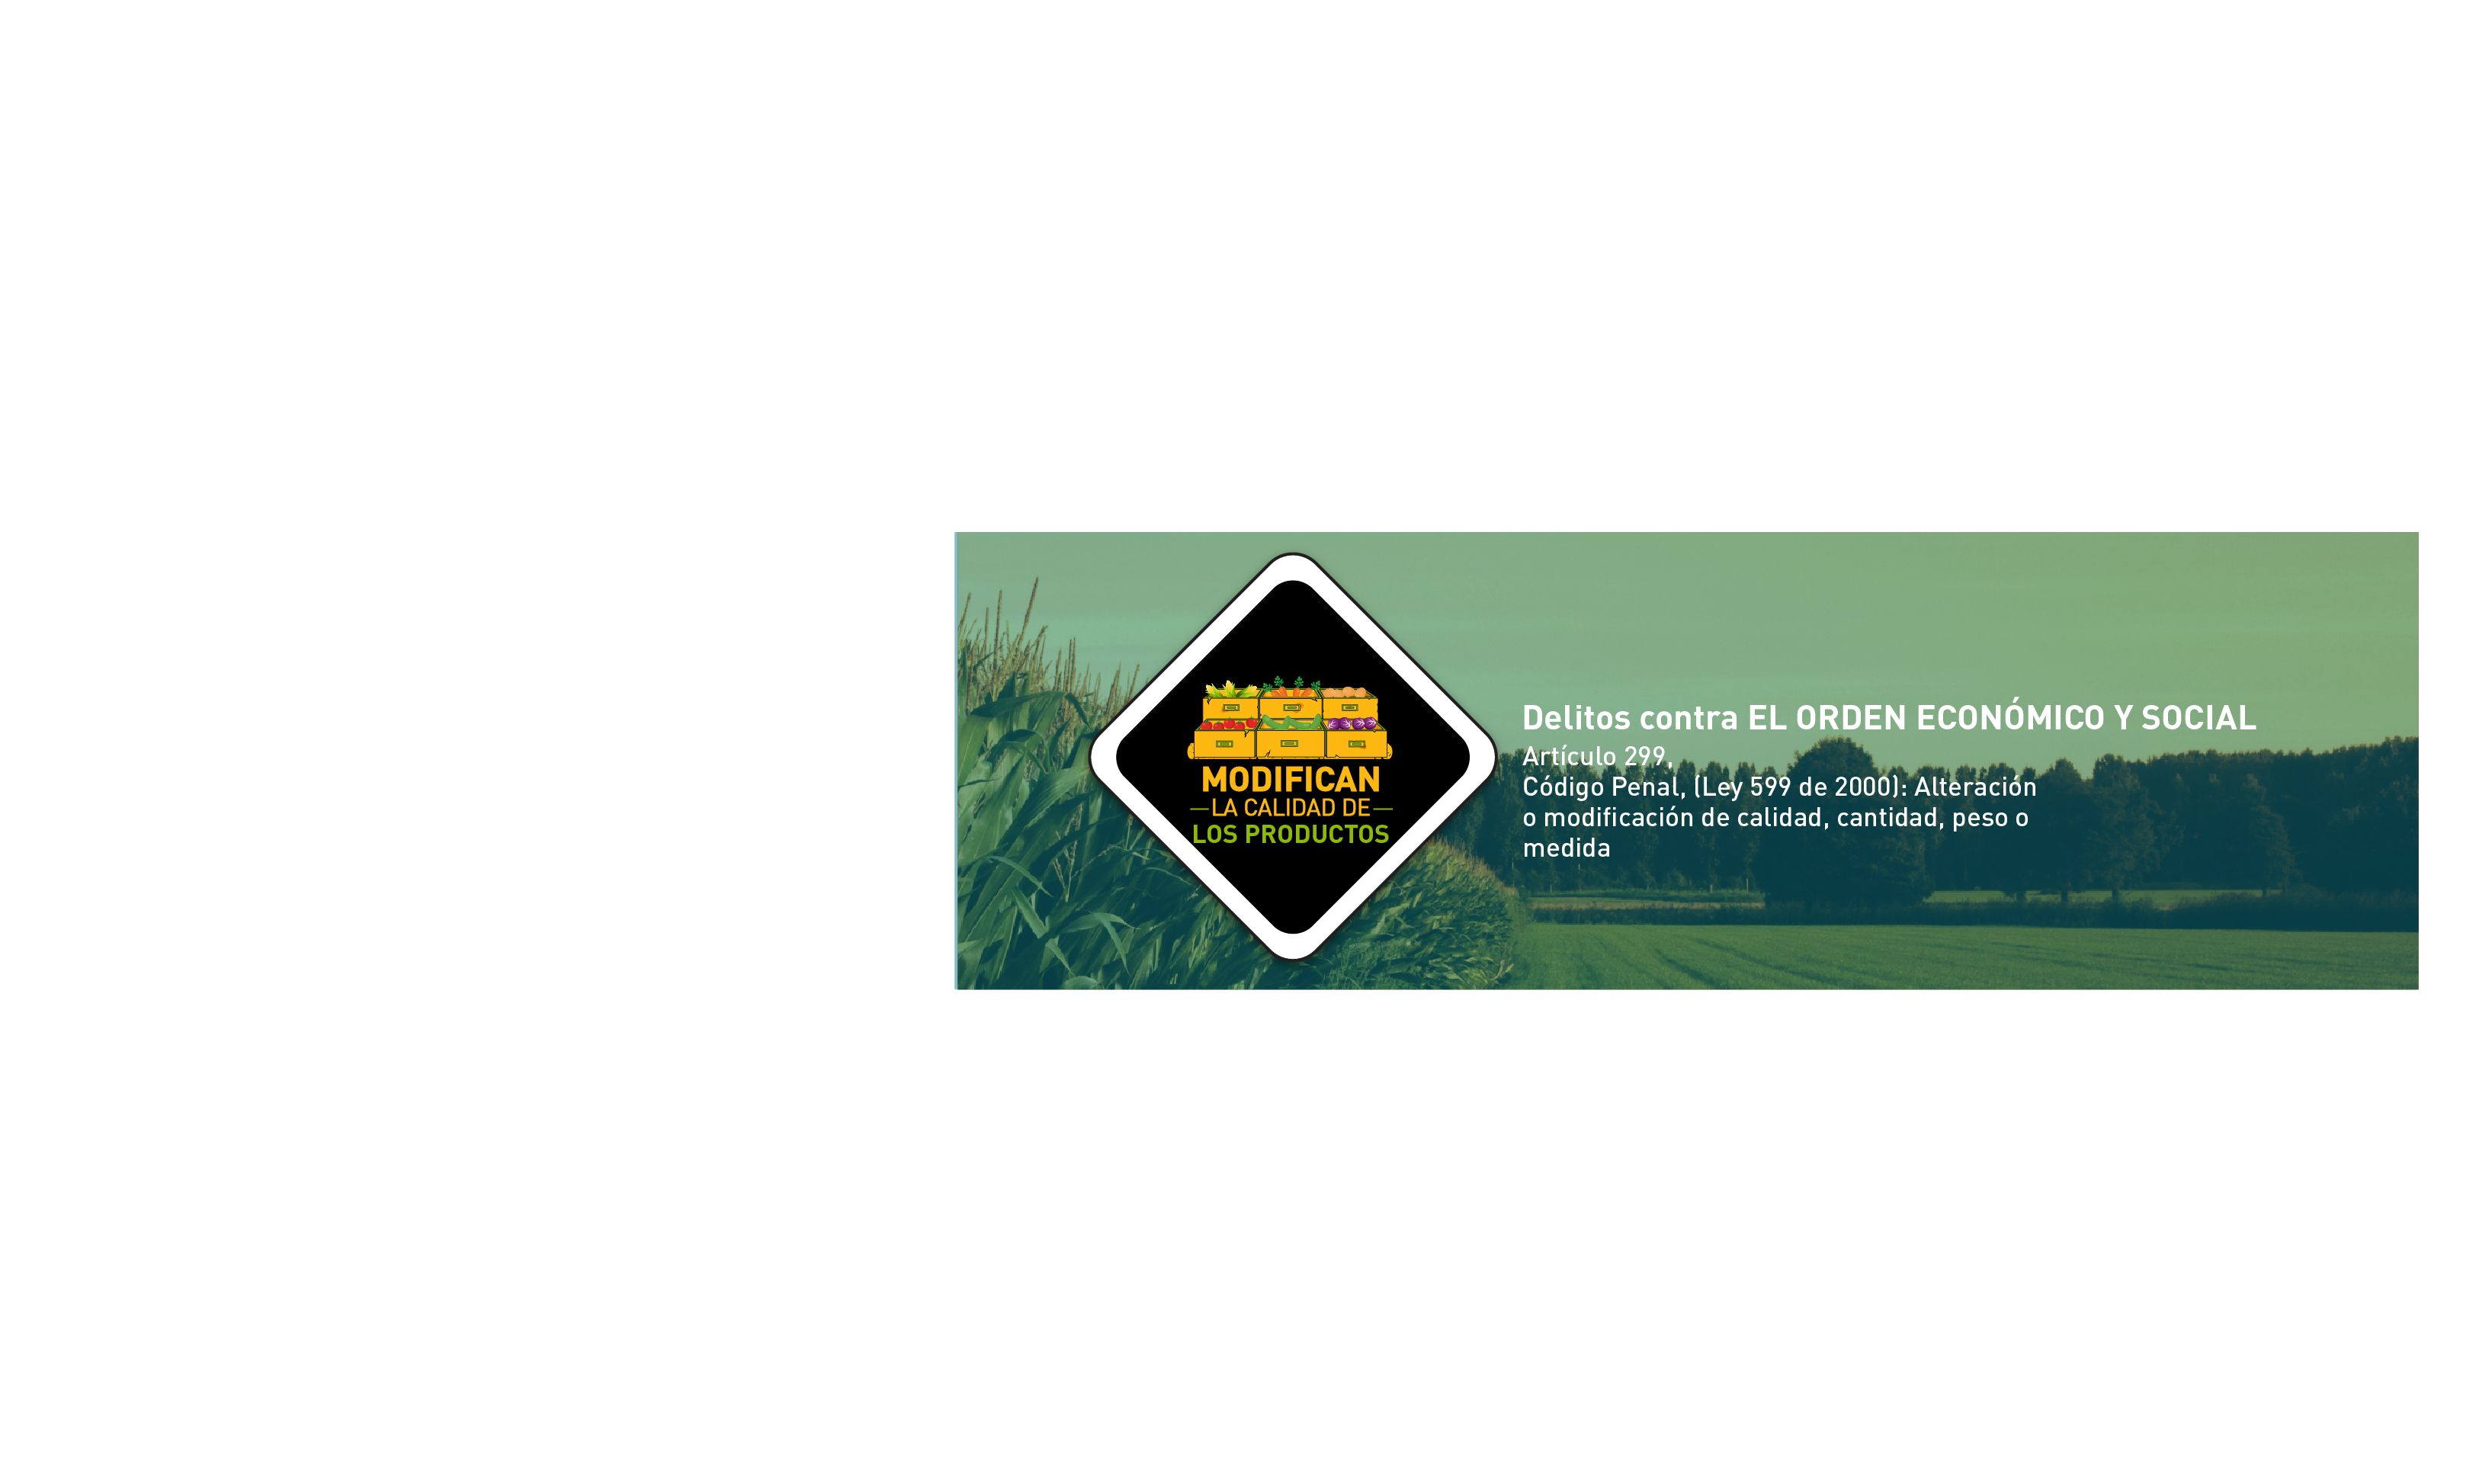 MODIFICAN
LA CALIDAD DE
LOS PRODUCTOS
Delitos contra EL ORDEN ECONÓMICO Y SOCIAL
Artículo 299,
Código Penal, (Ley 599 de 2000): Alteración
o modificación de calidad, cantidad, peso o
medida